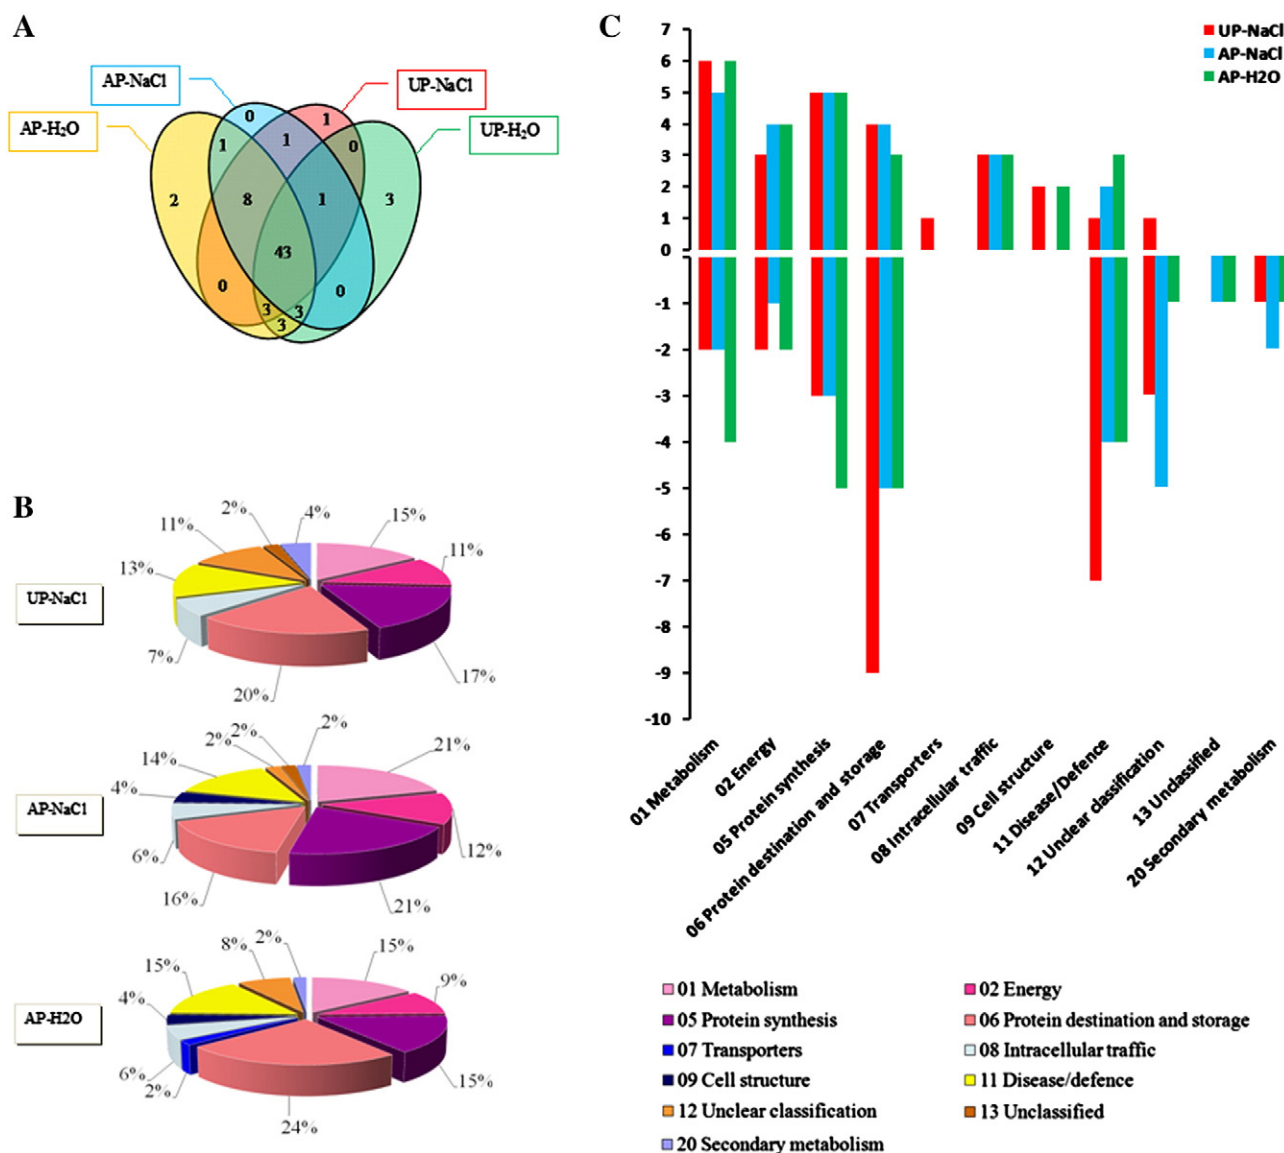 A
AP-NaCl
UP-NaCl
AP-H2O
UP-H2O
0
1
1
1
0
2
8
1
3
43
0
0
3
3
3
B
UP-NaCl
2%
4%
11%
15%
13%
11%
7%
20%
17%
AP-NaCl
2%
2%
2%
14%
21%
4%
6%
12%
16%
21%
AP-H2O
8%
2%
15%
15%
4%
9%
6%
2%
15%
24%
C
UP-NaCl
AP-NaCl
AP-H2O
7
6
5
4
3
2
1
0
-1
-2
-3
-4
-5
-6
-7
-8
-9
-10
01 Metabolism
02 Energy
05 Protein synthesis
06 Protein destination and storage
07 Transporters
08 Intracellular traffic
09 Cell structure
11 Disease/Defence
12 Unclear classification
13 Unclassified
20 Secondary metabolism
01 Metabolism
02 Energy
05 Protein synthesis
06 Protein destination and storage
07 Transporters
08 Intracellular traffic
09 Cell structure
11 Disease/defence
12 Unclear classification
13 Unclassified
20 Secondary metabolism